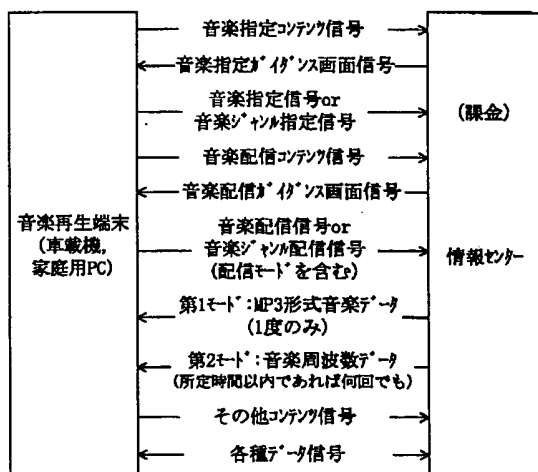 音楽指定ｺﾝﾃﾝﾂ信号
音楽指定ｶﾞｲﾀﾞﾝｽ画面信号
音楽指定信号or
音楽ｼﾞｬﾝﾙ指定信号
(課金)
音楽配信ｺﾝﾃﾝﾂ信号
音楽配信ｶﾞｲﾀﾞﾝｽ画面信号
音楽再生端末
(車載機,
家庭用PC)
音楽配信信号or
音楽ｼﾞｬﾝﾙ配信信号
(配信ﾓｰﾄﾞを含む)
情報ｾﾝﾀｰ
第1ﾓｰﾄﾞ:MP3形式音楽ﾃﾞｰﾀ
(1度のみ)
第2ﾓｰﾄﾞ:音楽周波数ﾃﾞｰﾀ
(所定時間以内であれば何回でも)
その他ｺﾝﾃﾝﾂ信号
各種ﾃﾞｰﾀ信号